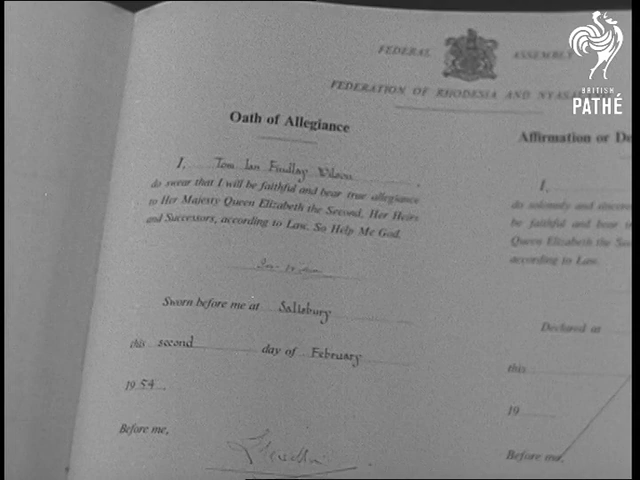 FEDERAL ASSEMBLY
FEDERATION OF RHODESIA AND NYASA
BRITISH
PATHÉ
Oath of Allegiance
I, Tom Ian Findlay Wilson
do swear that I will be faithful and bear true allegiance
to Her Majesty Queen Elizabeth the Second, Her Heirs
and Successors, according to Law. So Help Me God.
Sworn before me at Salisbury
this second day of February
19 54.
Before me,
Affirmation or De
I,
do solemnly and sincere
be faithful and bear
Queen Elizabeth the
according to Law.
Declared at
this
19
Before me,